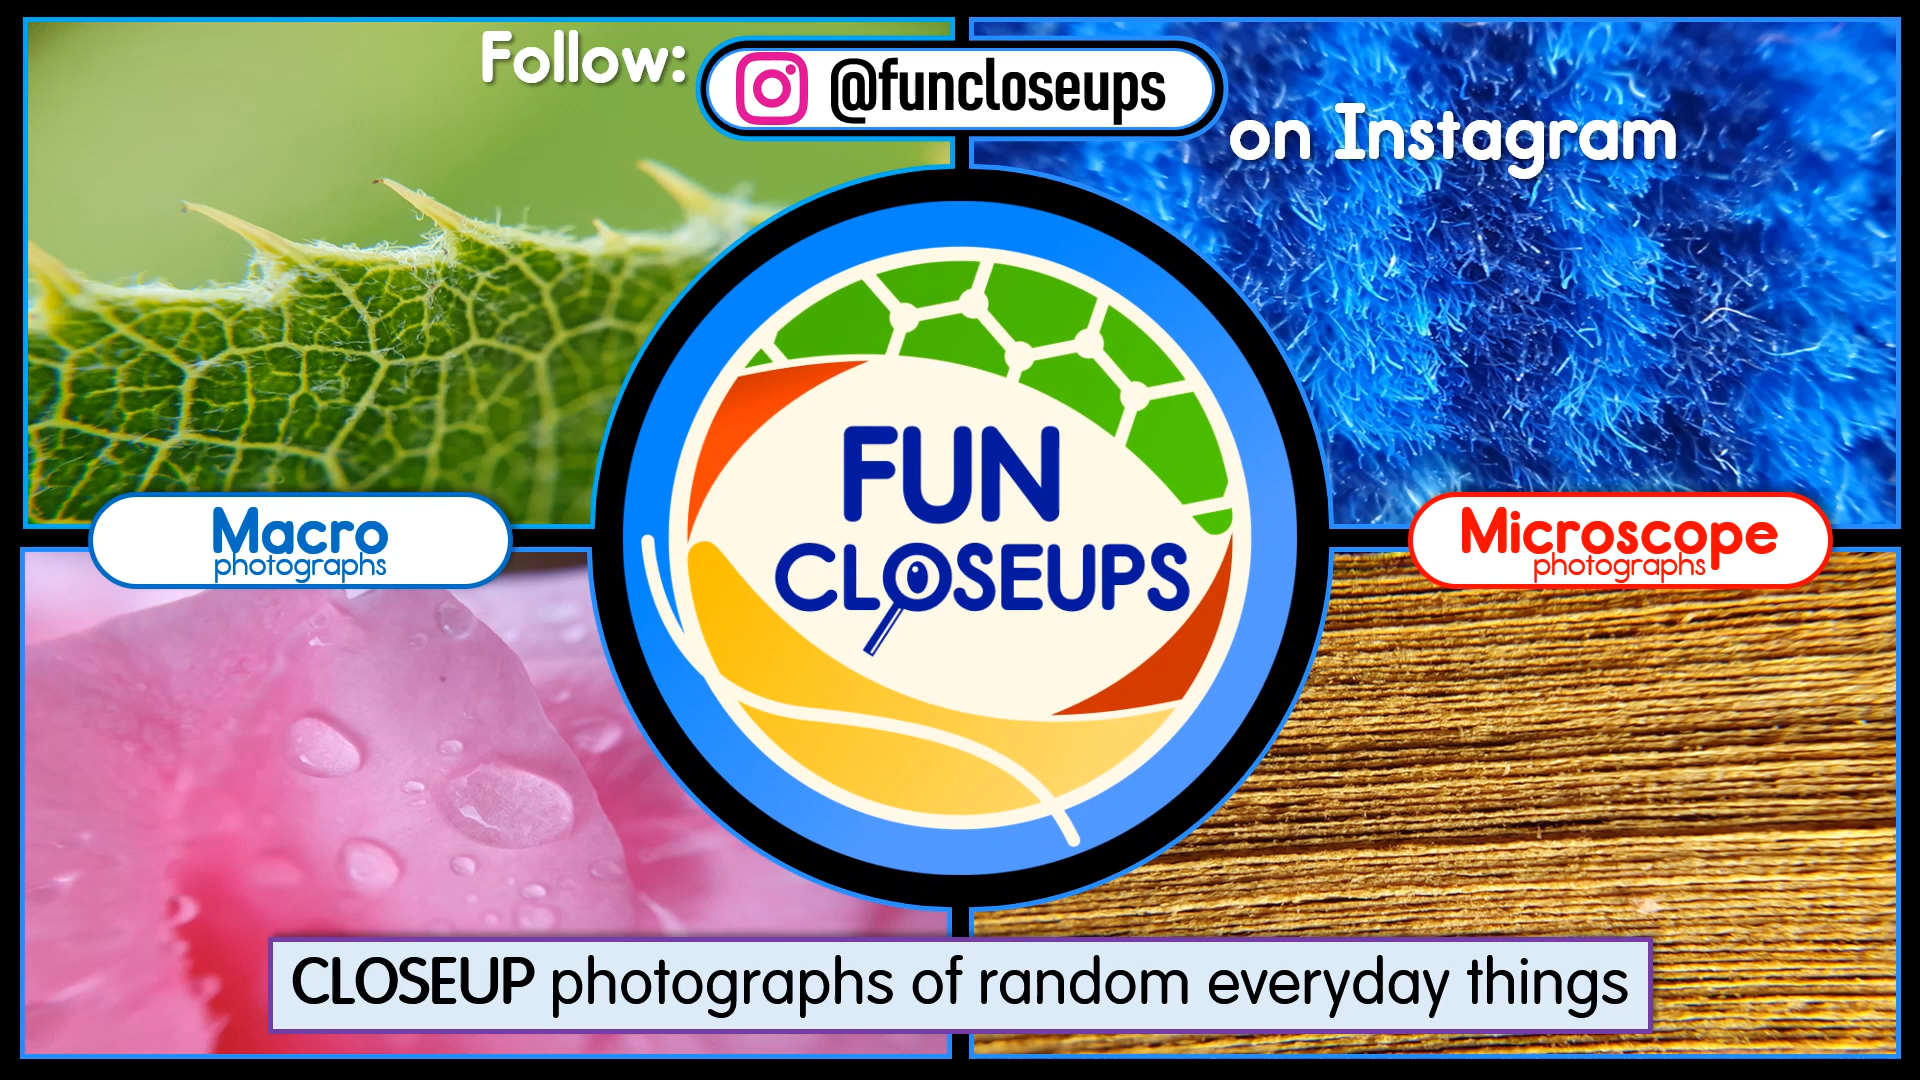 Follow:
@funcloseups
on Instagram
FUN
CLOSEUPS
Macro
photographs
Microscope
photographs
CLOSEUP photographs of random everyday things